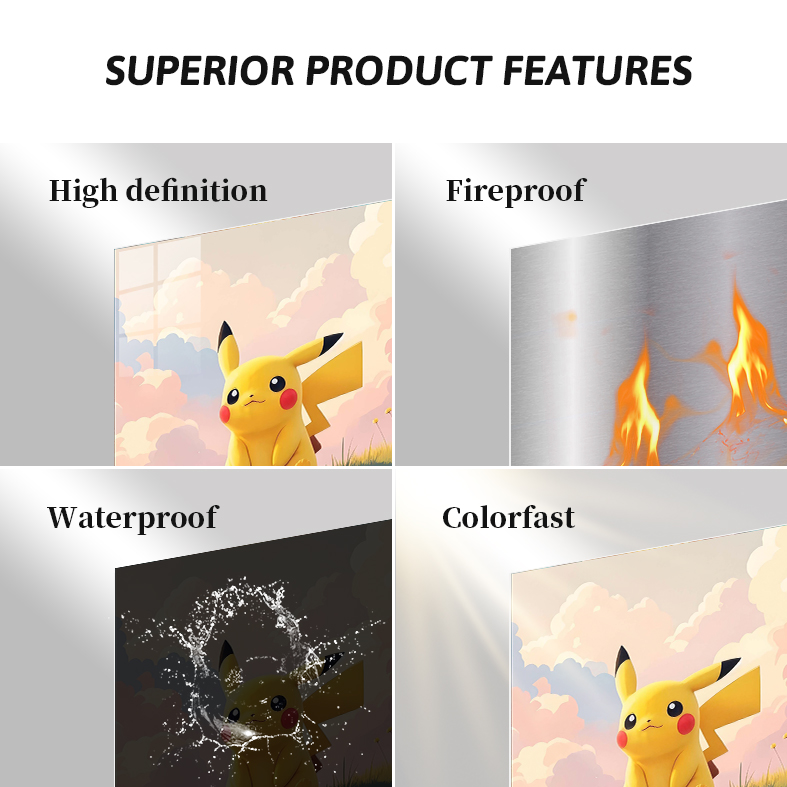 SUPERIOR PRODUCT FEATURES
High definition
Fireproof
Waterproof
Colorfast